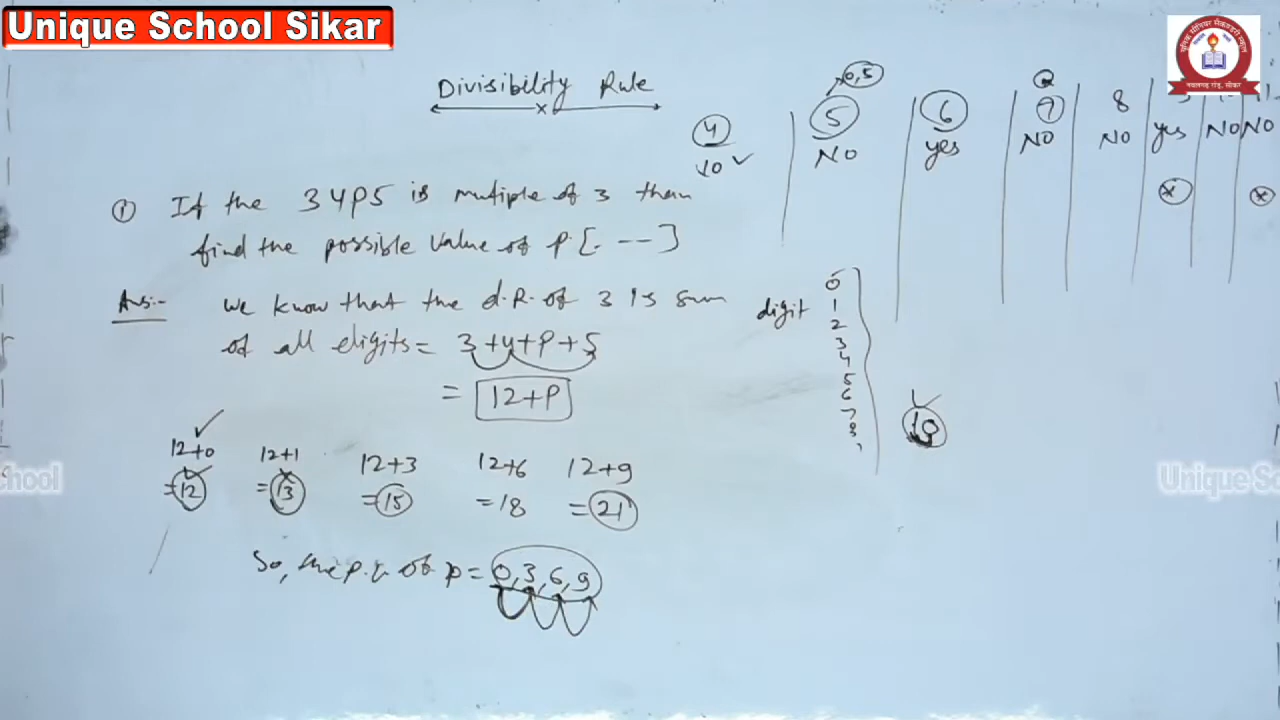 Unique School Sikar
Divisibility Rule
① If the 34P5 is mutiple of 3 then
find the possible value of P. [. ---]
Ans:- We know that the d.R. of 3 is sum
of all digits = 3+4+P+5
= 12+P
12+0 12+1 12+3 12+6 12+9
=12 =13 =15 =18 =21
So, the p.v of p = 0,3,6,9
0,5
4 5 6 7 8
NO yes NO NO yes NO NO
digit
0
1
2
3
4
5
6
7
8
Unique S
hool